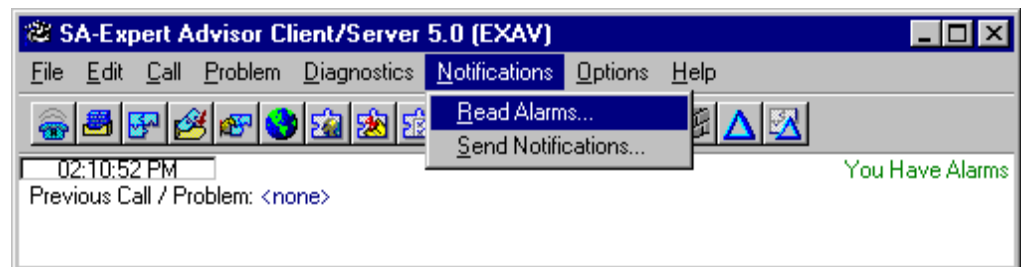 SA-Expert Advisor Client/Server 5.0 (EXAV)
File Edit Call Problem Diagnostics Notifications Options Help
Read Alarms...
Send Notifications...
02:10:52 PM You Have Alarms
Previous Call / Problem: <none>